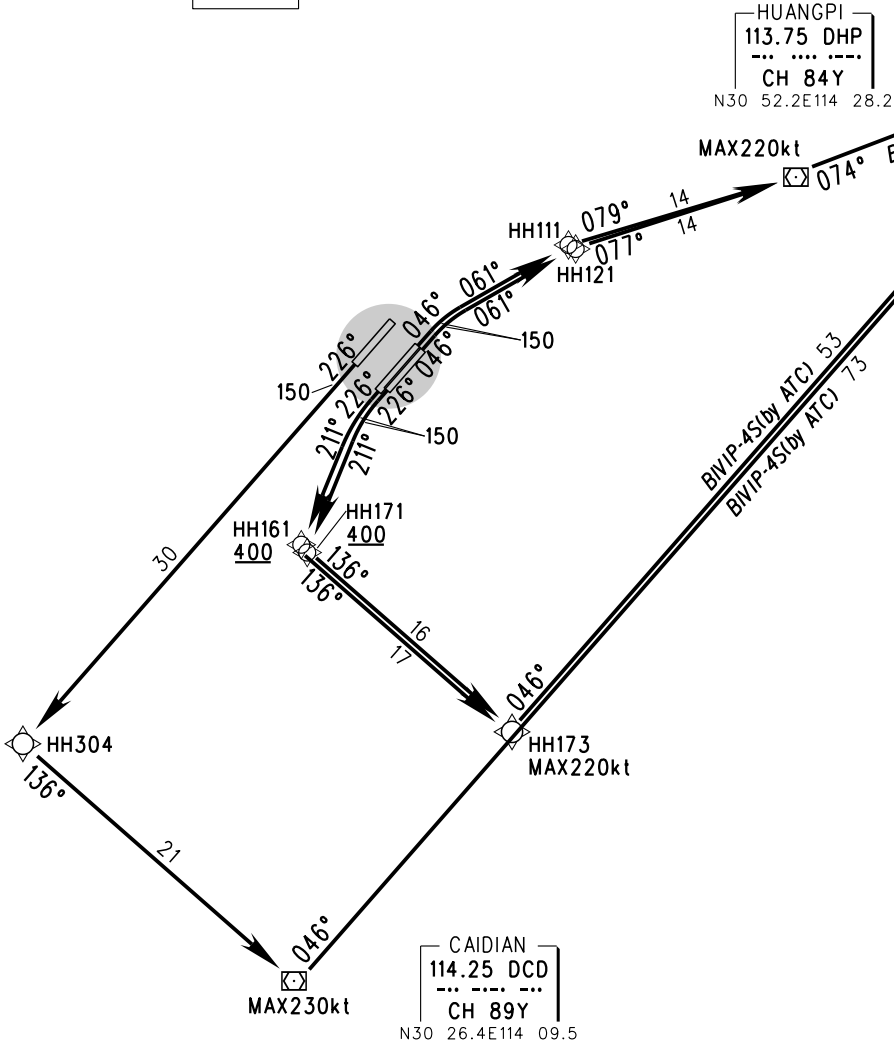 HUANGPI
113.75 DHP
-·· ···· ·--·
CH 84Y
N30 52.2E114 28.2
MAX220kt
074°
079°
14
14
077°
HH111
HH121
061°
061°
046°
046°
150
226°
150
226°
226°
211°
211°
150
HH161
400
HH171
400
136°
136°
30
16
17
BIVIP-4S(by ATC) 53
BIVIP-4S(by ATC) 73
046°
HH173
MAX220kt
HH304
136°
21
046°
MAX230kt
CAIDIAN
114.25 DCD
-·· -·-· -··
CH 89Y
N30 26.4E114 09.5